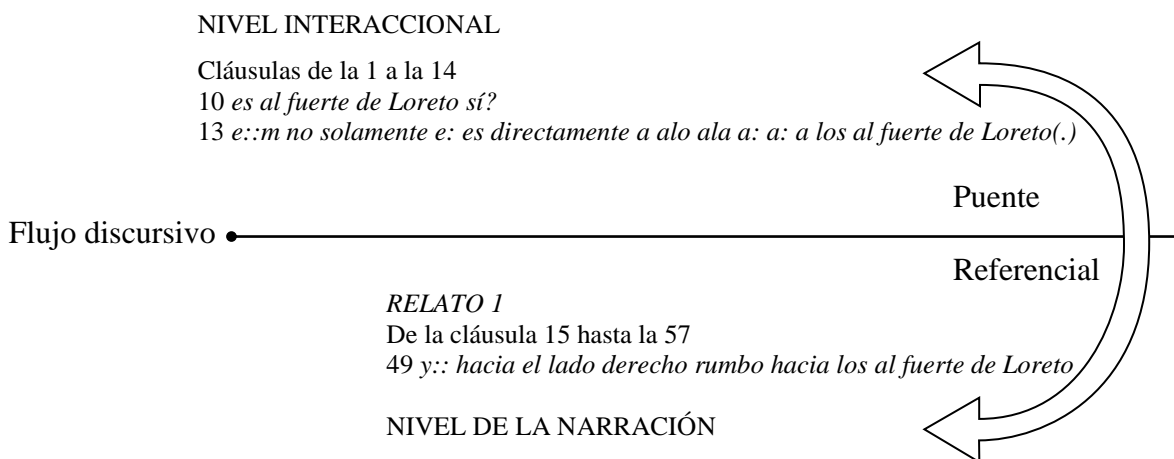 NIVEL INTERACCIONAL
Cláusulas de la 1 a la 14
10 es al fuerte de Loreto sí?
13 e::m no solamente e: es directamente a alo ala a: a: a los al fuerte de Loreto(.)
Puente
Flujo discursivo
Referencial
RELATO 1
De la cláusula 15 hasta la 57
49 y:: hacia el lado derecho rumbo hacia los al fuerte de Loreto
NIVEL DE LA NARRACIÓN